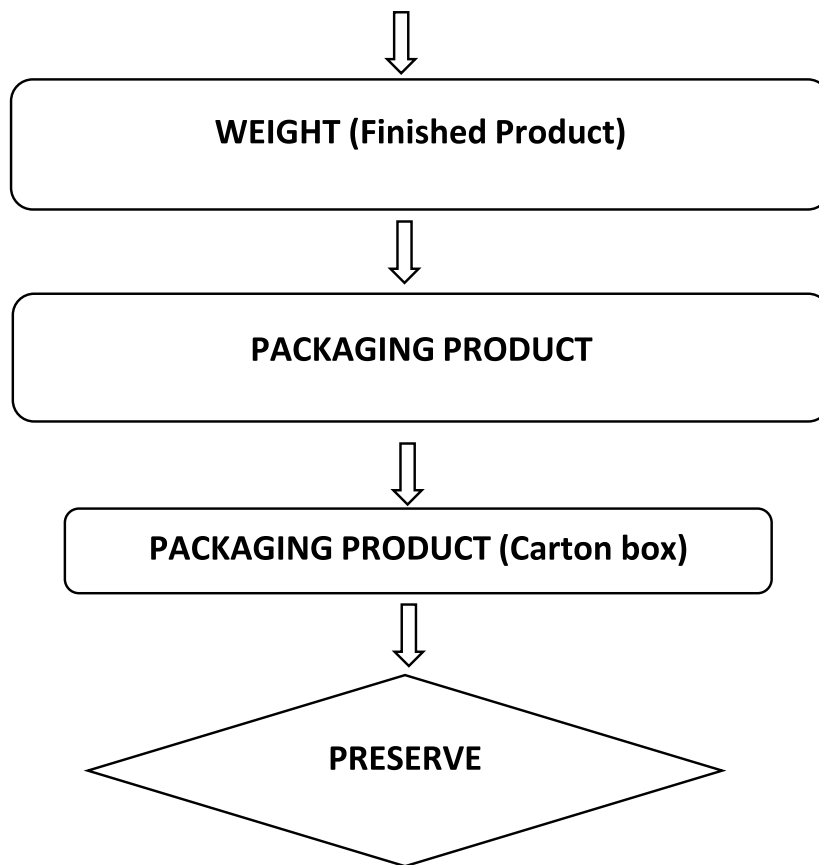 WEIGHT (Finished Product)
PACKAGING PRODUCT
PACKAGING PRODUCT (Carton box)
PRESERVE